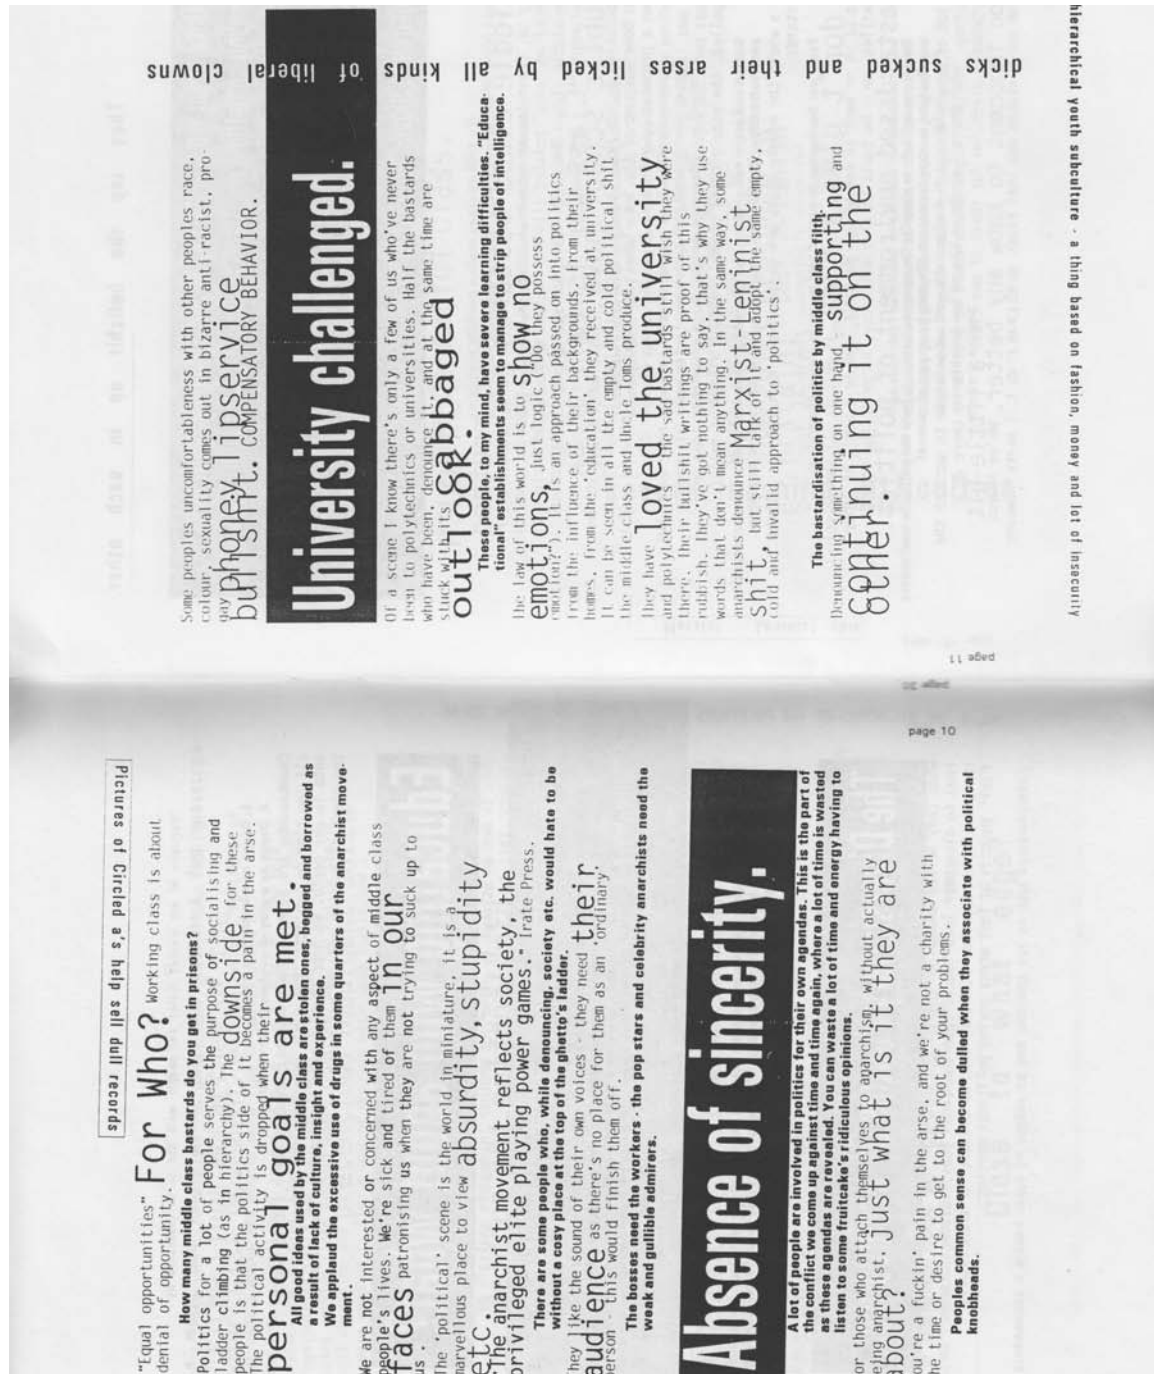 Pictures of Circled a's help sell dull records
"Equal opportunities"
denial of opportunity. For Who? Working class is about
How many middle class bastards do you get in prisons?
Politics for a lot of people serves the purpose of socialising and
ladder climbing (as in hierarchy). The downside for these
people is that the politics side of it becomes a pain in the arse.
The political activity is dropped when their
personal goals are met.
All good ideas used by the middle class are stolen ones, begged and borrowed as
a result of lack of culture, insight and experience.
We applaud the excessive use of drugs in some quarters of the anarchist move-
ment.
We are not interested or concerned with any aspect of middle class
people's lives. We're sick and tired of them in our
faces patronising us when they are not trying to suck up to
us.
The 'political' scene is the world in miniature, it is a
marvellous place to view absurdity, stupidity
etc.
"The anarchist movement reflects society, the
privileged elite playing power games." Irate Press.
There are some people who, while denouncing, society etc. would hate to be
without a cosy place at the top of the ghetto's ladder.
hey like the sound of their own voices - they need their
audience as there's no place for them as an 'ordinary'
erson - this would finish them off.
The bosses need the workers - the pop stars and celebrity anarchists need the
weak and gullible admirers.
Absence of sincerity.
A lot of people are involved in politics for their own agendas. This is the part of
the conflict we come up against time and time again, where a lot of time is wasted
as these agendas are revealed. You can waste a lot of time and energy having to
listen to some fruitcake's ridiculous opinions.
or those who attach themselves to anarchism, without actually
ejng anarchist, just what is it they are
about?
ou're a fuckin' pain in the arse, and we're not a charity with
he time or desire to get to the root of your problems.
Peoples common sense can become dulled when they associate with political
knobheads.
page 10
page 11
dicks sucked and their arses licked by all kinds of liberal clowns
Some peoples uncomfortableness with other peoples race,
colour, sexuality comes out in bizarre anti-racist, pro-
gay phoney lipservice
bullshit. COMPENSATORY BEHAVIOR.
University challenged.
Of a scene I know there's only a few of us who've never
been to polytechnics or universities. Half the bastards
who have been, denounce it, and at the same time are
stuck with its cabbaged
outlook.
These people, to my mind, have severe learning difficulties. "Educa-
tional" establishments seem to manage to strip people of intelligence.
The law of this world is to show no
emotions, just logic ("Do they possess
emotion?"). It is an approach passed on into politics
from the influence of their backgrounds, from their
homes, from the 'education' they received at university.
It can be seen in all the empty and cold political shit
the middle class and Uncle Toms produce.
They have loved the university
and polytechnics - the sad bastards still wish they were
there. Their bullshit writings are proof of this
rubbish. They've got nothing to say, that's why they use
words that don't mean anything. In the same way, some
anarchists denounce Marxist-Leninist
Shit, but still talk of it and adopt the same empty,
cold and invalid approach to 'politics'.
The bastardisation of politics by middle class filth.
Denouncing something on one hand - supporting and
continuing it on the
other.
hierarchical youth subculture - a thing based on fashion, money and lot of insecurity